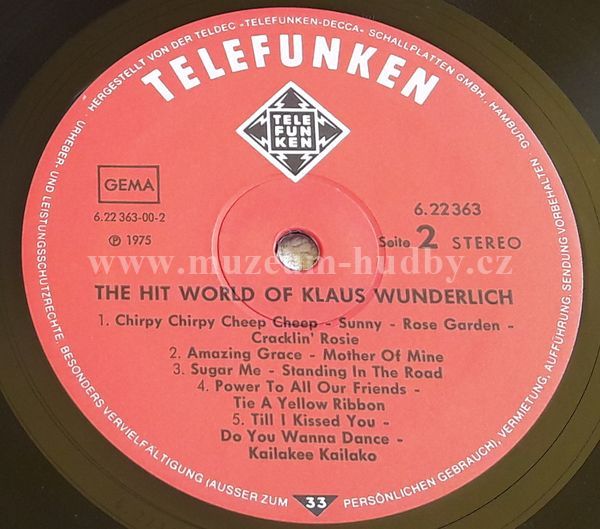 HERGESTELLT VON DER TELDEC »TELEFUNKEN-DECCA« SCHALLPLATTEN GMBH., HAMBURG
TELEFUNKEN
TELE
FUN
KEN
GEMA
6.22 363-00-2
℗ 1975
6.22363
Seite 2 STEREO
www.muzeum-hudby.cz
THE HIT WORLD OF KLAUS WUNDERLICH
1. Chirpy Chirpy Cheep Cheep - Sunny - Rose Garden -
Cracklin' Rosie
2. Amazing Grace - Mother Of Mine
3. Sugar Me - Standing In The Road
4. Power To All Our Friends -
Tie A Yellow Ribbon
5. Till I Kissed You -
Do You Wanna Dance -
Kailakee Kailako
URHEBER- UND LEISTUNGSSCHUTZRECHTE, BESONDERS VERVIELFÄLTIGUNG (AUSSER ZUM
33
PERSÖNLICHEN GEBRAUCH), VERMIETUNG, AUFFÜHRUNG, SENDUNG VORBEHALTEN